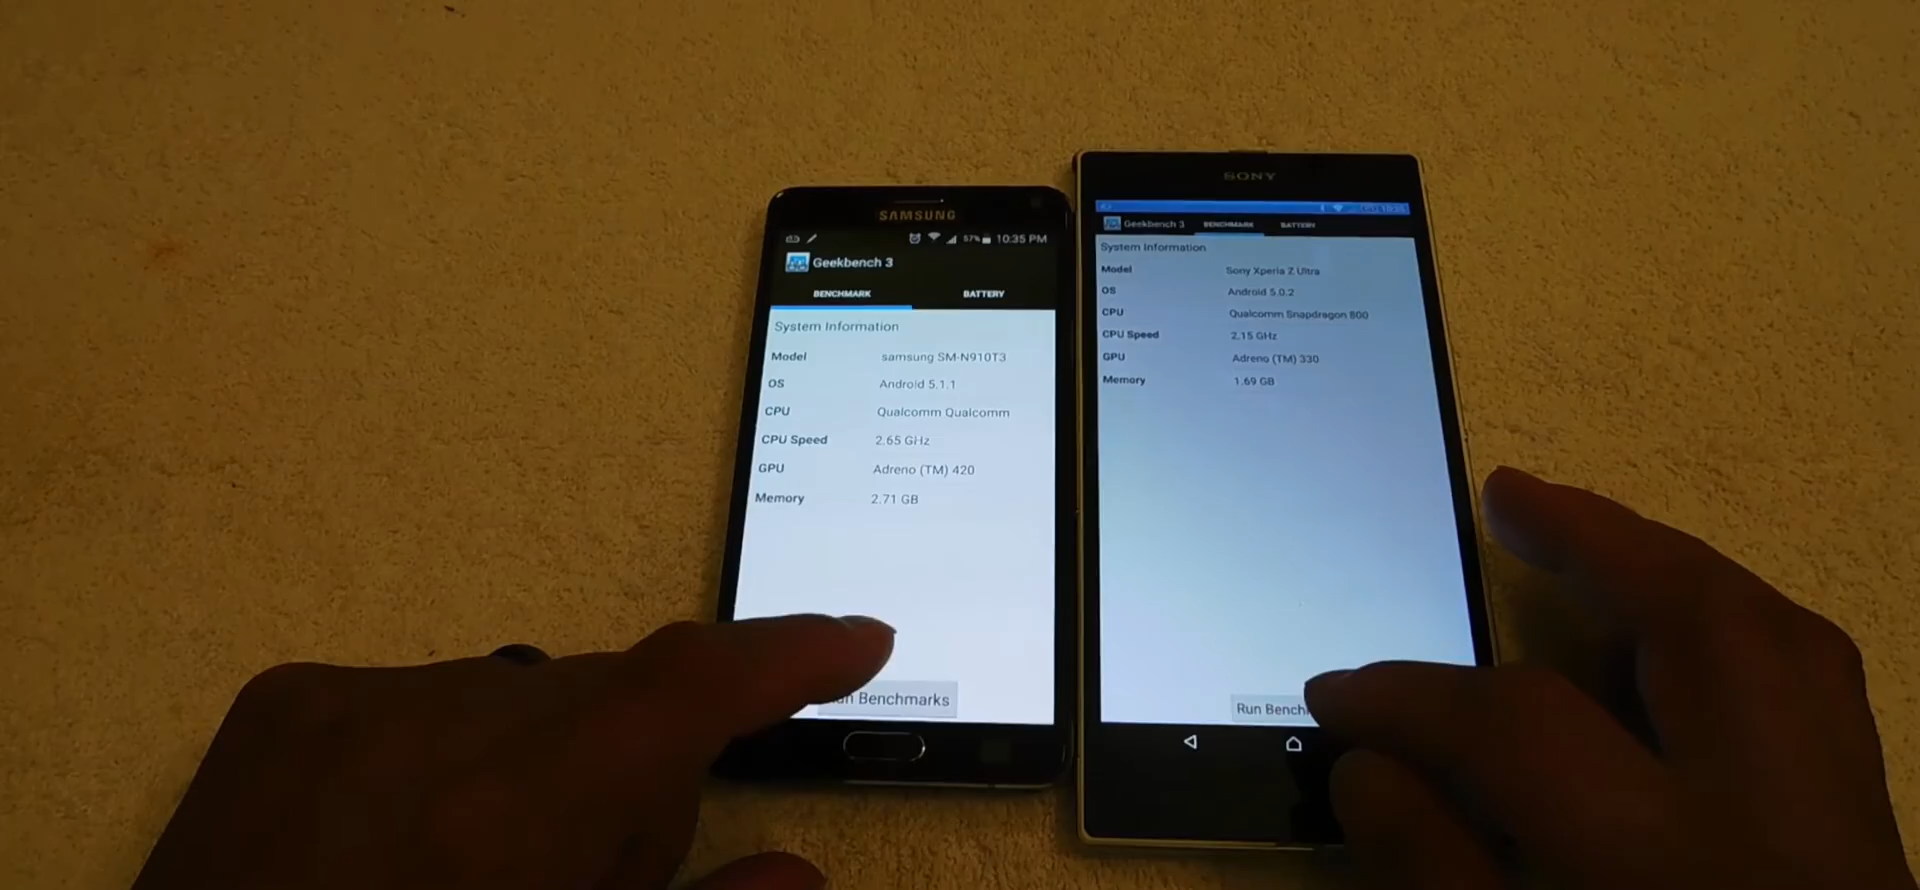 SAMSUNG
57% 10:35 PM
Geekbench 3
BENCHMARK BATTERY
System Information
Model samsung SM-N910T3
OS Android 5.1.1
CPU Qualcomm Qualcomm
CPU Speed 2.65 GHz
GPU Adreno (TM) 420
Memory 2.71 GB
Benchmarks
SONY
Geekbench 3 BENCHMARK BATTERY
System Information
Model Sony Xperia Z Ultra
OS Android 5.0.2
CPU Qualcomm Snapdragon 800
CPU Speed 2.15 GHz
GPU Adreno (TM) 330
Memory 1.69 GB
Run Bench